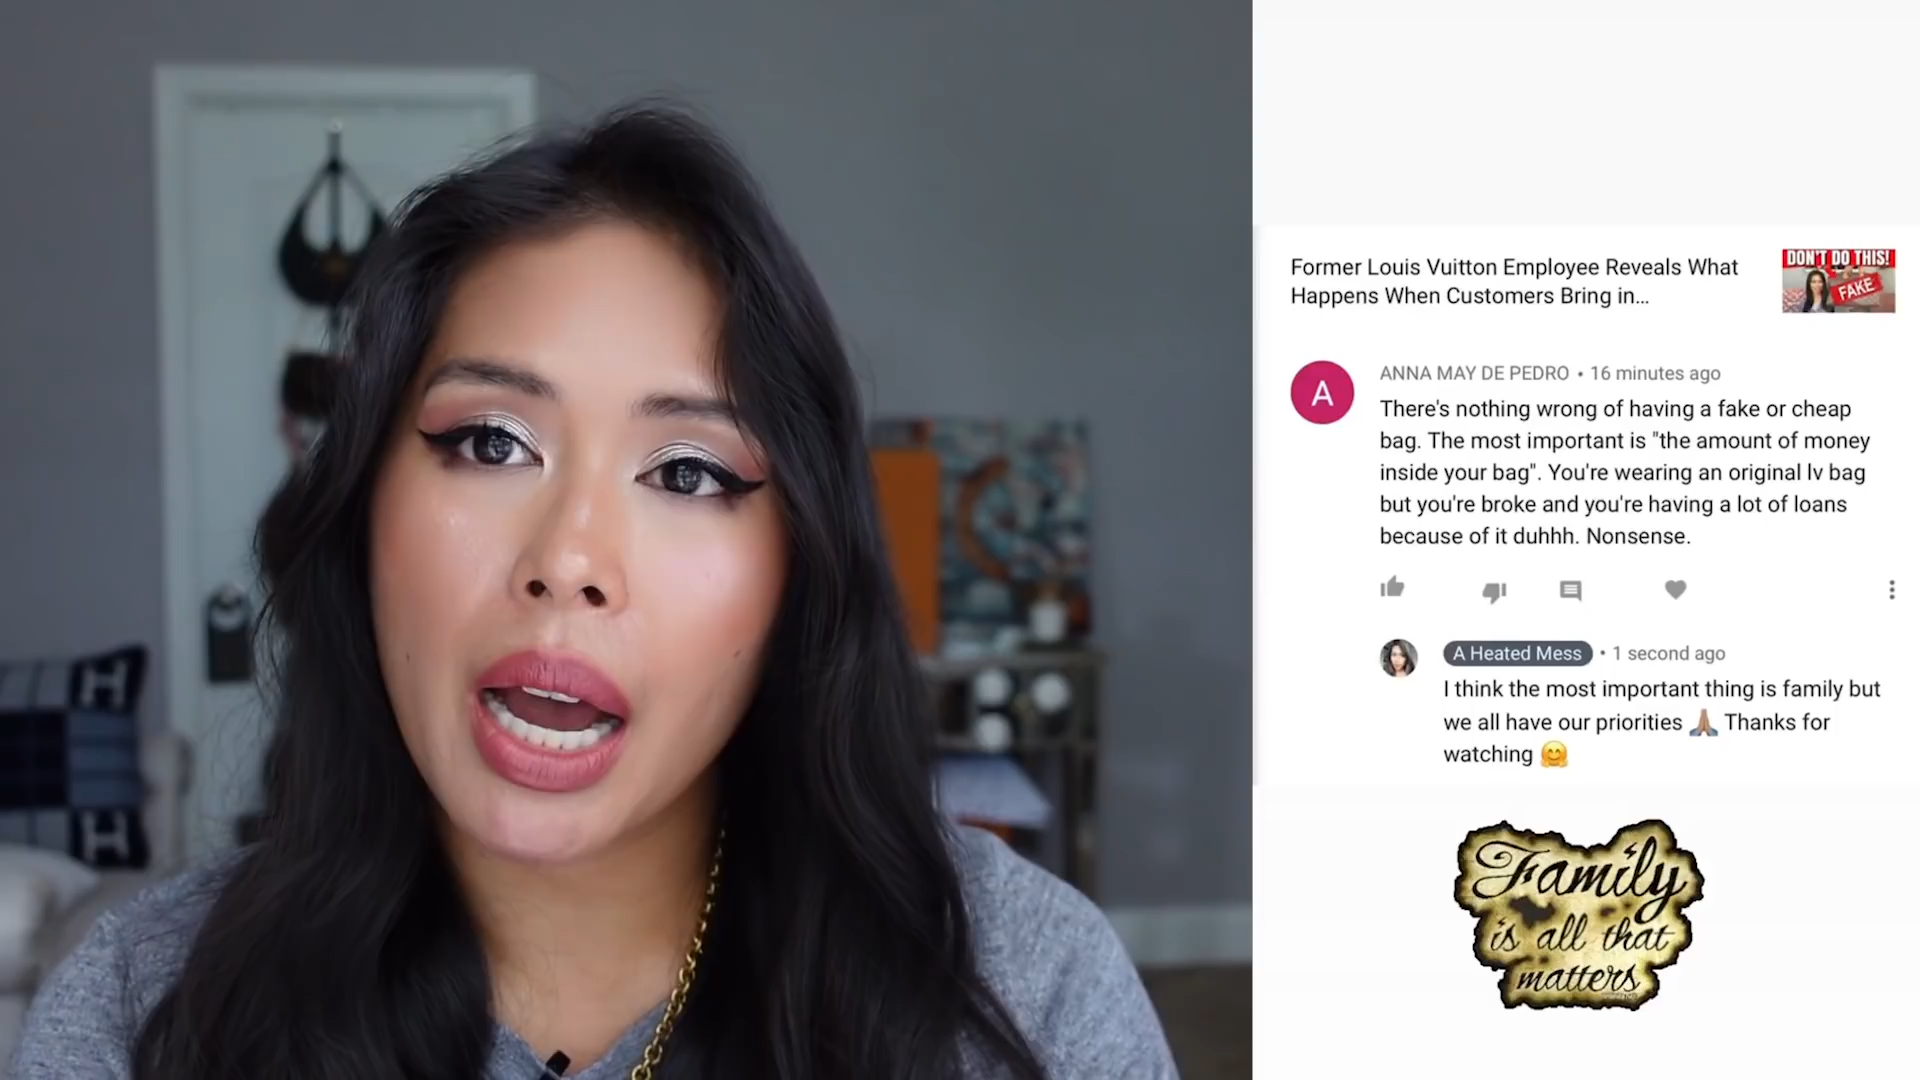 Former Louis Vuitton Employee Reveals What
Happens When Customers Bring in...
DON'T DO THIS!
FAKE
A
ANNA MAY DE PEDRO • 16 minutes ago
There's nothing wrong of having a fake or cheap
bag. The most important is "the amount of money
inside your bag". You're wearing an original lv bag
but you're broke and you're having a lot of loans
because of it duhhh. Nonsense.
A Heated Mess • 1 second ago
I think the most important thing is family but
we all have our priorities 🙏🏽 Thanks for
watching 🤗
Family
is all that
matters
H
H